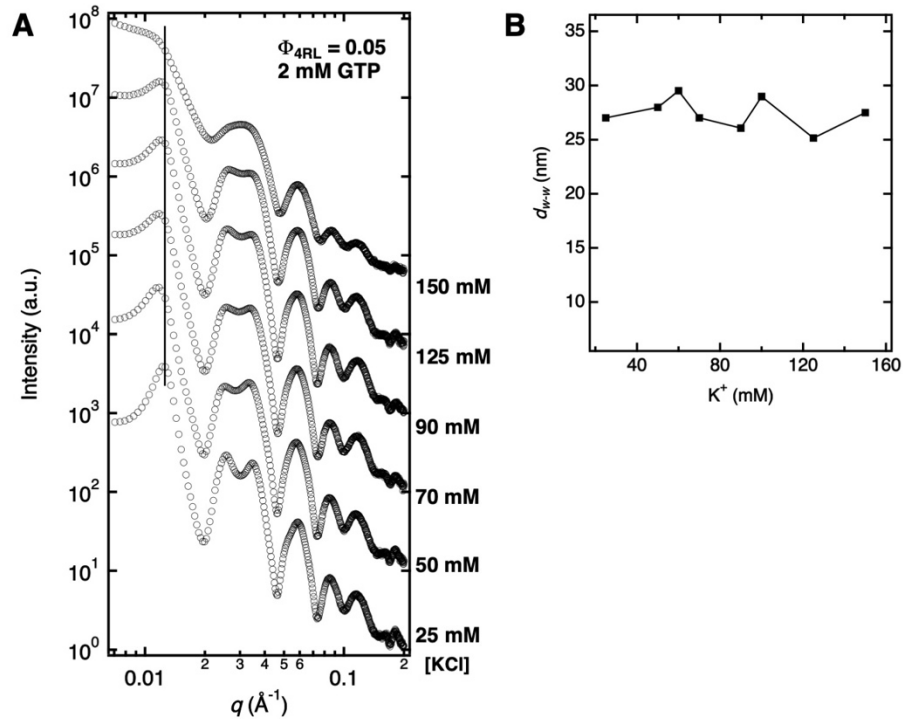 A
Φ4RL = 0.05
2 mM GTP
10^8
10^7
10^6
10^5
10^4
10^3
10^2
10^1
10^0
Intensity (a.u.)
150 mM
125 mM
90 mM
70 mM
50 mM
25 mM
[KCl]
0.01 2 3 4 5 6 0.1 2
q (Å^-1)
B
35
30
25
20
15
10
d_w-w (nm)
40 80 120 160
K^+ (mM)